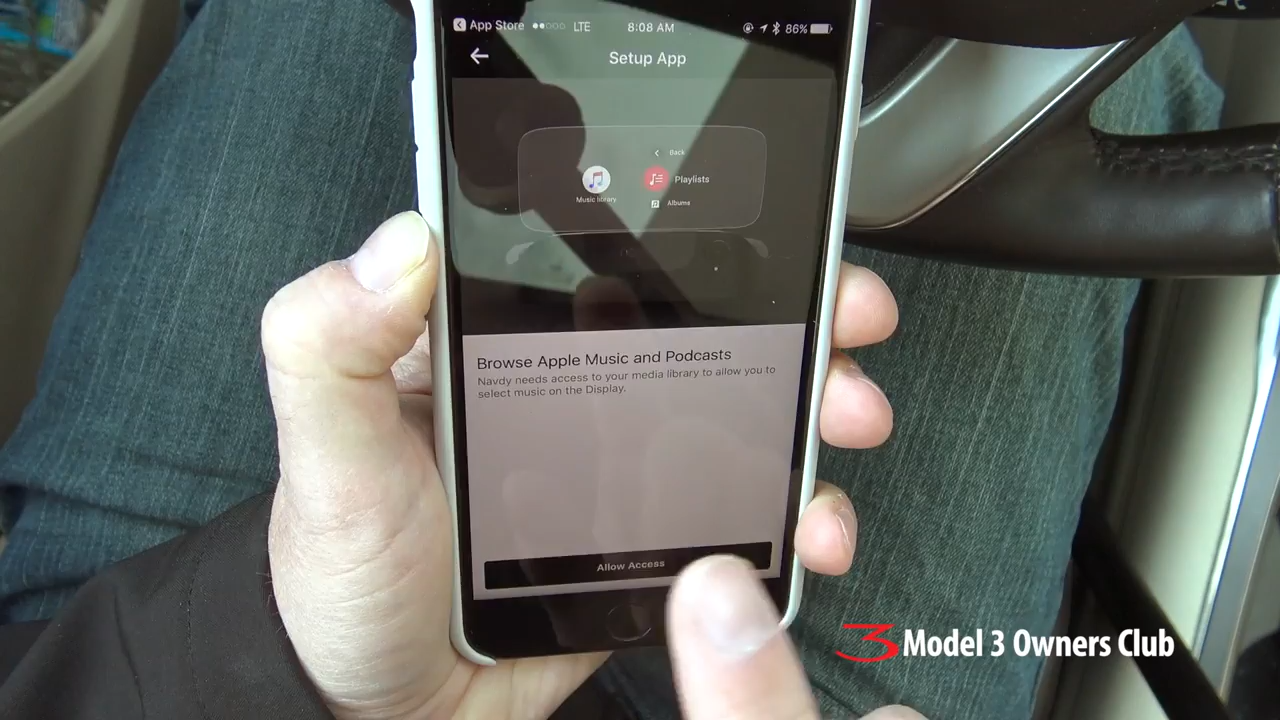 App Store LTE 8:08 AM 86%
Setup App
Back
Playlists
Music library
Albums
Browse Apple Music and Podcasts
Navdy needs access to your media library to allow you to
select music on the Display.
Allow Access
3 Model 3 Owners Club